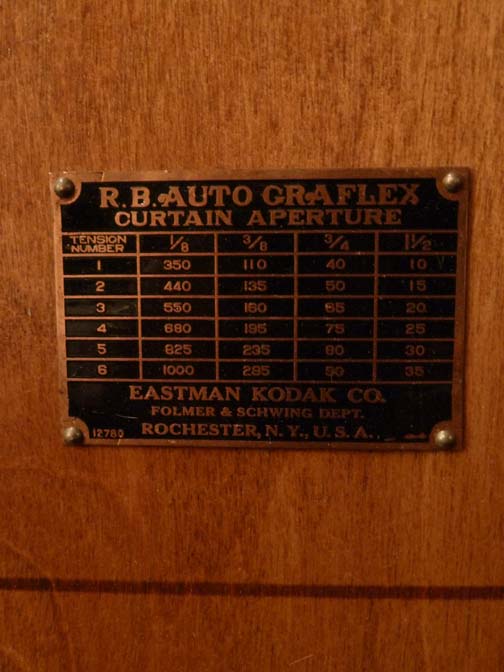 R.B. AUTO GRAFLEX
CURTAIN APERTURE
TENSION NUMBER 1/8 3/8 3/4 1 1/2
1 350 110 40 10
2 440 135 50 15
3 550 160 65 20
4 680 195 75 25
5 825 235 80 30
6 1000 285 90 35
EASTMAN KODAK CO.
FOLMER & SCHWING DEPT.
12780 ROCHESTER, N.Y., U.S.A.